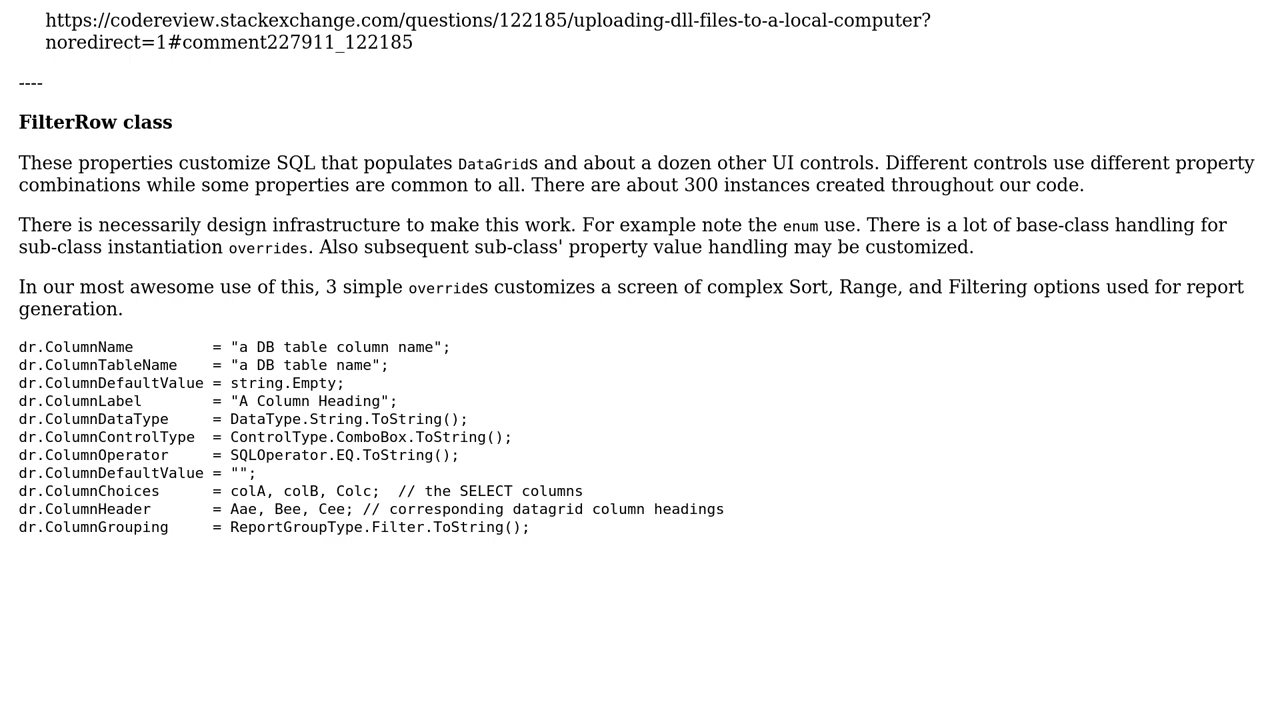 https://codereview.stackexchange.com/questions/122185/uploading-dll-files-to-a-local-computer?
noredirect=1#comment227911_122185
----
FilterRow class
These properties customize SQL that populates DataGrids and about a dozen other UI controls. Different controls use different property
combinations while some properties are common to all. There are about 300 instances created throughout our code.
There is necessarily design infrastructure to make this work. For example note the enum use. There is a lot of base-class handling for
sub-class instantiation overrides. Also subsequent sub-class' property value handling may be customized.
In our most awesome use of this, 3 simple overrides customizes a screen of complex Sort, Range, and Filtering options used for report
generation.
dr.ColumnName         = "a DB table column name";
dr.ColumnTableName    = "a DB table name";
dr.ColumnDefaultValue = string.Empty;
dr.ColumnLabel        = "A Column Heading";
dr.ColumnDataType     = DataType.String.ToString();
dr.ColumnControlType  = ControlType.ComboBox.ToString();
dr.ColumnOperator     = SQLOperator.EQ.ToString();
dr.ColumnDefaultValue = "";
dr.ColumnChoices      = colA, colB, Colc;  // the SELECT columns
dr.ColumnHeader       = Aae, Bee, Cee; // corresponding datagrid column headings
dr.ColumnGrouping     = ReportGroupType.Filter.ToString();